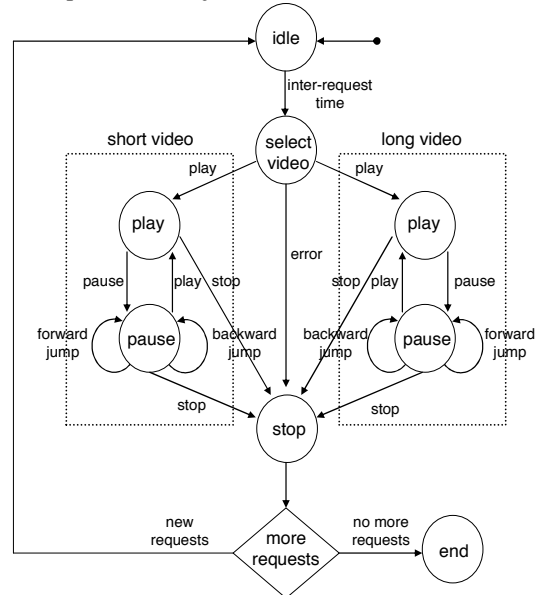 idle
inter-request
time
short video
long video
select
video
play
play
play
play
error
pause
play
stop
stop
play
pause
forward
jump
pause
backward
jump
backward
jump
pause
forward
jump
stop
stop
stop
new
requests
more
requests
no more
requests
end